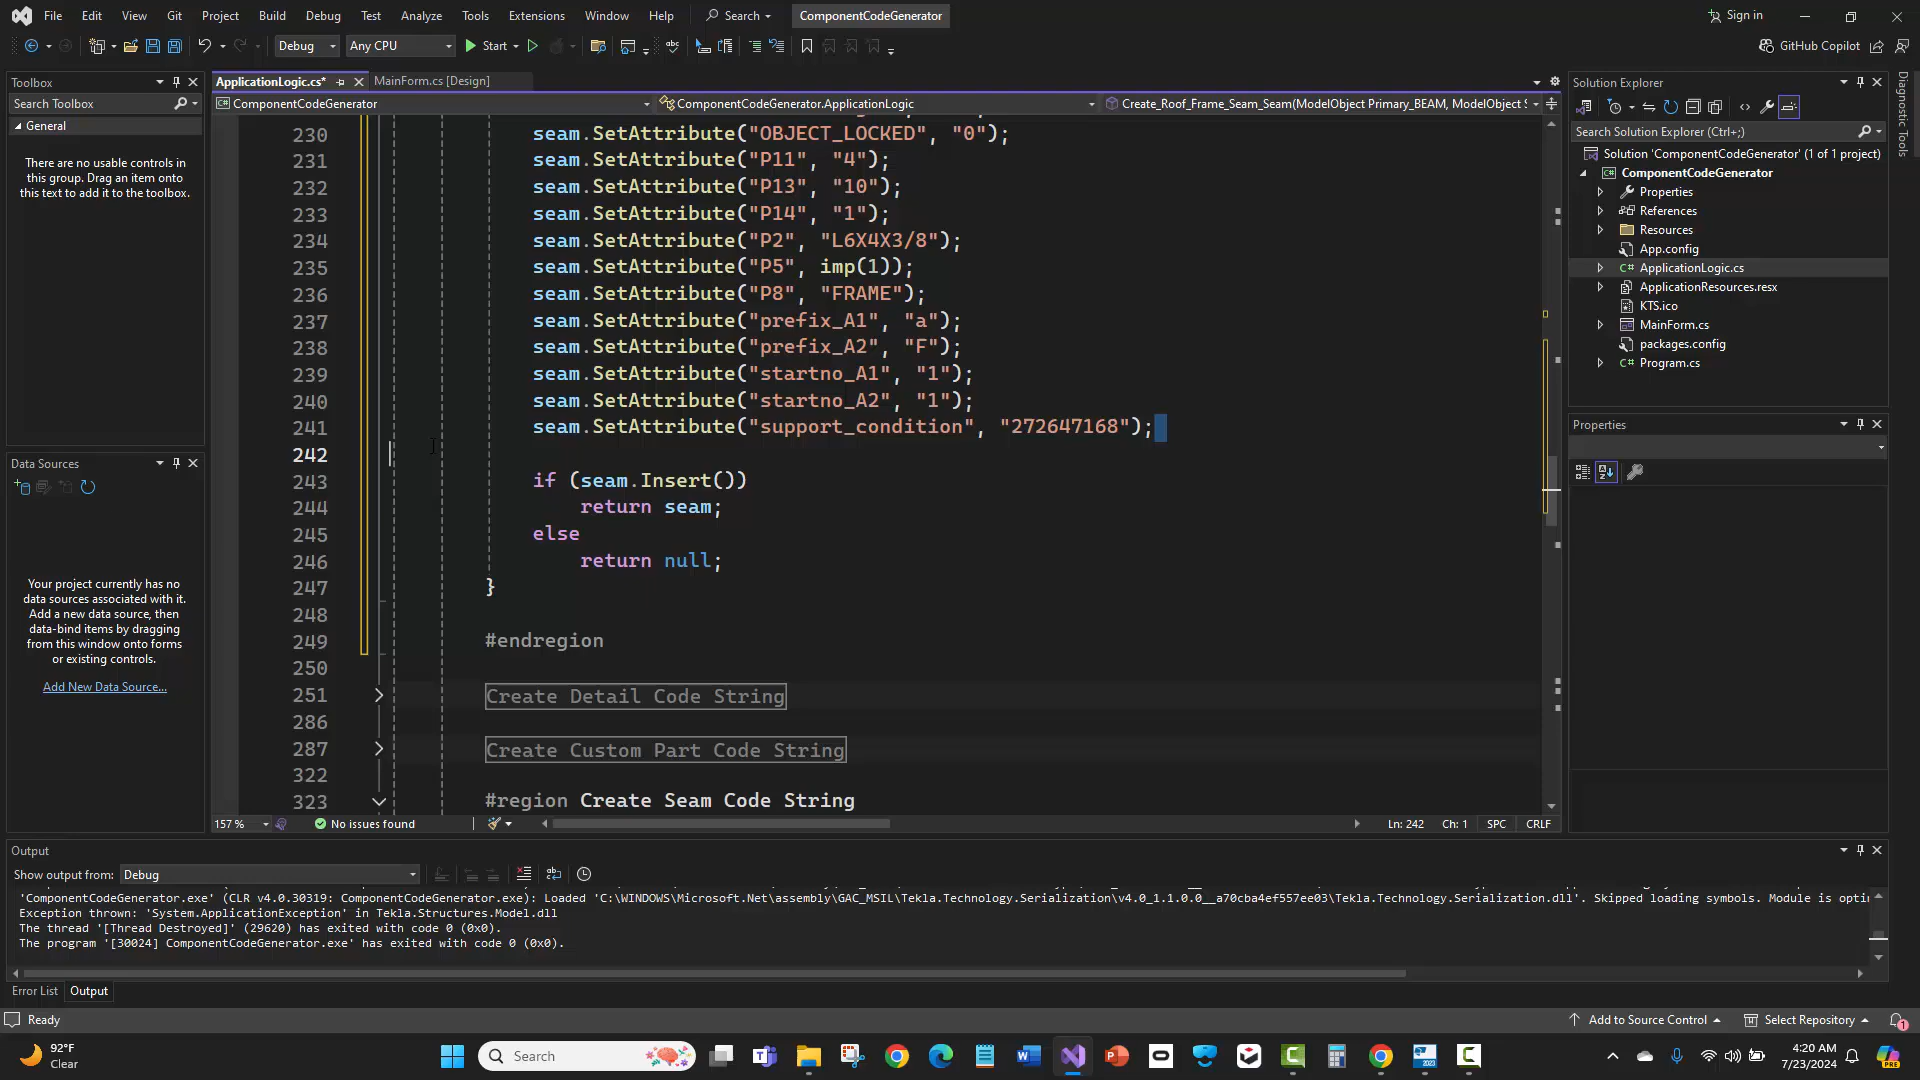 File Edit View Git Project Build Debug Test Analyze Tools Extensions Window Help Search ComponentCodeGenerator Sign in
Debug Any CPU Start GitHub Copilot
Toolbox
Search Toolbox
General
There are no usable controls in
this group. Drag an item onto
this text to add it to the toolbox.
Data Sources
Your project currently has no
data sources associated with it.
Add a new data source, then
data-bind items by dragging
from this window onto forms
or existing controls.
Add New Data Source...
ApplicationLogic.cs* MainForm.cs [Design]
ComponentCodeGenerator ComponentCodeGenerator.ApplicationLogic Create_Roof_Frame_Seam_Seam(ModelObject Primary_BEAM, ModelObject S
230 seam.SetAttribute("OBJECT_LOCKED", "0");
231 seam.SetAttribute("P11", "4");
232 seam.SetAttribute("P13", "10");
233 seam.SetAttribute("P14", "1");
234 seam.SetAttribute("P2", "L6X4X3/8");
235 seam.SetAttribute("P5", imp(1));
236 seam.SetAttribute("P8", "FRAME");
237 seam.SetAttribute("prefix_A1", "a");
238 seam.SetAttribute("prefix_A2", "F");
239 seam.SetAttribute("startno_A1", "1");
240 seam.SetAttribute("startno_A2", "1");
241 seam.SetAttribute("support_condition", "272647168");
242
243 if (seam.Insert())
244 return seam;
245 else
246 return null;
247 }
248
249 #endregion
250
251 Create Detail Code String
286
287 Create Custom Part Code String
322
323 #region Create Seam Code String
157 % No issues found Ln: 242 Ch: 1 SPC CRLF
Solution Explorer
Search Solution Explorer (Ctrl+;)
Solution 'ComponentCodeGenerator' (1 of 1 project)
ComponentCodeGenerator
Properties
References
Resources
App.config
ApplicationLogic.cs
ApplicationResources.resx
KTS.ico
MainForm.cs
packages.config
Program.cs
Properties
Diagnostic Tools
Output
Show output from: Debug
'ComponentCodeGenerator.exe' (CLR v4.0.30319: ComponentCodeGenerator.exe): Loaded 'C:\WINDOWS\Microsoft.Net\assembly\GAC_MSIL\Tekla.Technology.Serialization\v4.0_1.1.0.0__a70cba4ef557ee03\Tekla.Technology.Serialization.dll'. Skipped loading symbols. Module is optim
Exception thrown: 'System.ApplicationException' in Tekla.Structures.Model.dll
The thread '[Thread Destroyed]' (29620) has exited with code 0 (0x0).
The program '[30024] ComponentCodeGenerator.exe' has exited with code 0 (0x0).
Error List Output
Ready Add to Source Control Select Repository 1
92°F
Clear
Search
4:20 AM
7/23/2024
PRE